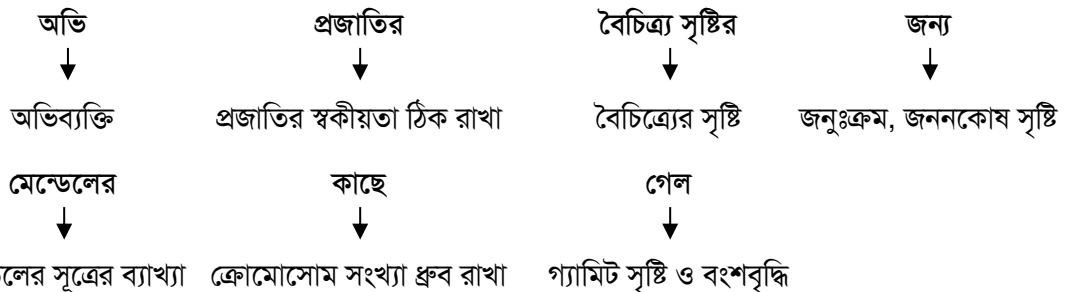 অভি প্রজাতির বৈচিত্র্য সৃষ্টির জন্য
অভিব্যক্তি প্রজাতির স্বকীয়তা ঠিক রাখা বৈচিত্র্যের সৃষ্টি জনুঃক্রম, জননকোষ সৃষ্টি
মেন্ডেলের কাছে গেল
লের সূত্রের ব্যাখ্যা ক্রোমোসোম সংখ্যা ধ্রুব রাখা গ্যামিট সৃষ্টি ও বংশবৃদ্ধি